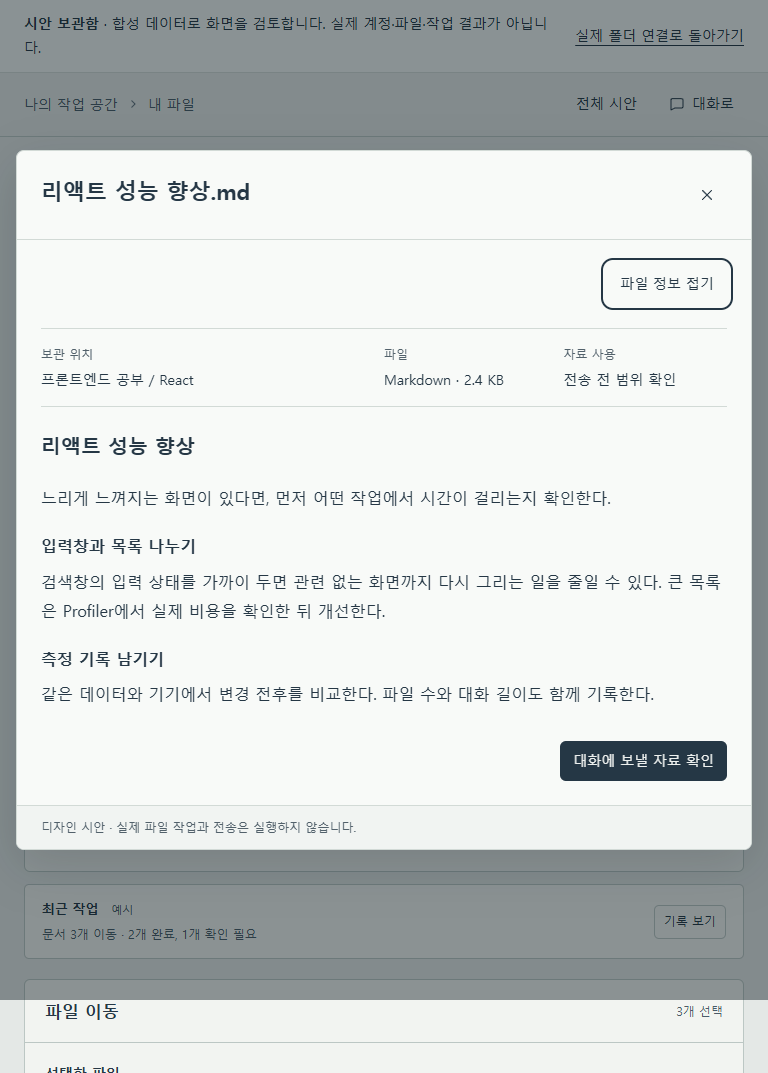 시안 보관함 · 합성 데이터로 화면을 검토합니다. 실제 계정·파일·작업 결과가 아닙니
다.
실제 폴더 연결로 돌아가기
나의 작업 공간 > 내 파일
전체 시안
대화로
리액트 성능 향상.md
파일 정보 접기
보관 위치
프론트엔드 공부 / React
파일
Markdown · 2.4 KB
자료 사용
전송 전 범위 확인
리액트 성능 향상
느리게 느껴지는 화면이 있다면, 먼저 어떤 작업에서 시간이 걸리는지 확인한다.
입력창과 목록 나누기
검색창의 입력 상태를 가까이 두면 관련 없는 화면까지 다시 그리는 일을 줄일 수 있다. 큰 목록
은 Profiler에서 실제 비용을 확인한 뒤 개선한다.
측정 기록 남기기
같은 데이터와 기기에서 변경 전후를 비교한다. 파일 수와 대화 길이도 함께 기록한다.
대화에 보낼 자료 확인
디자인 시안 · 실제 파일 작업과 전송은 실행하지 않습니다.
최근 작업 예시
문서 3개 이동 · 2개 완료, 1개 확인 필요
기록 보기
파일 이동
3개 선택
선택한 파일